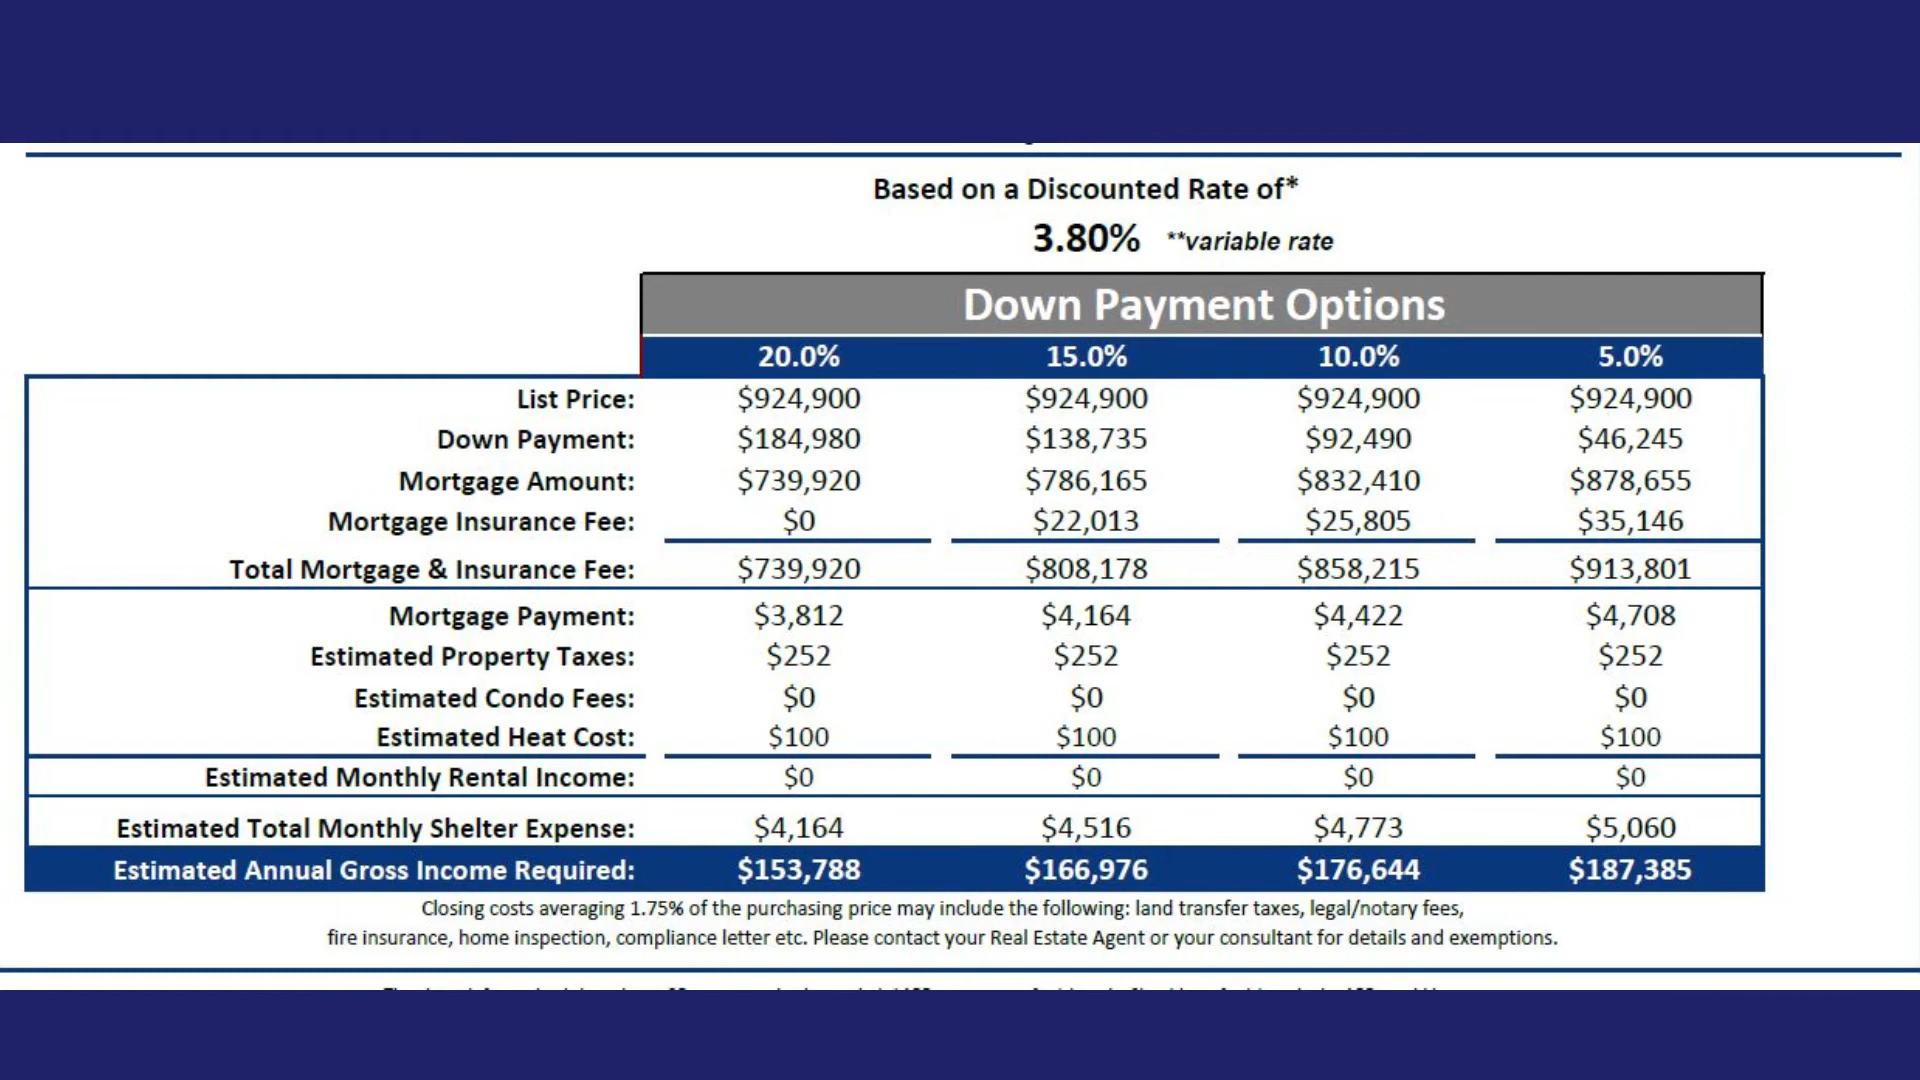 Based on a Discounted Rate of*
3.80% **variable rate
Down Payment Options
20.0% 15.0% 10.0% 5.0%
List Price: $924,900 $924,900 $924,900 $924,900
Down Payment: $184,980 $138,735 $92,490 $46,245
Mortgage Amount: $739,920 $786,165 $832,410 $878,655
Mortgage Insurance Fee: $0 $22,013 $25,805 $35,146
Total Mortgage & Insurance Fee: $739,920 $808,178 $858,215 $913,801
Mortgage Payment: $3,812 $4,164 $4,422 $4,708
Estimated Property Taxes: $252 $252 $252 $252
Estimated Condo Fees: $0 $0 $0 $0
Estimated Heat Cost: $100 $100 $100 $100
Estimated Monthly Rental Income: $0 $0 $0 $0
Estimated Total Monthly Shelter Expense: $4,164 $4,516 $4,773 $5,060
Estimated Annual Gross Income Required: $153,788 $166,976 $176,644 $187,385
Closing costs averaging 1.75% of the purchasing price may include the following: land transfer taxes, legal/notary fees,
fire insurance, home inspection, compliance letter etc. Please contact your Real Estate Agent or your consultant for details and exemptions.